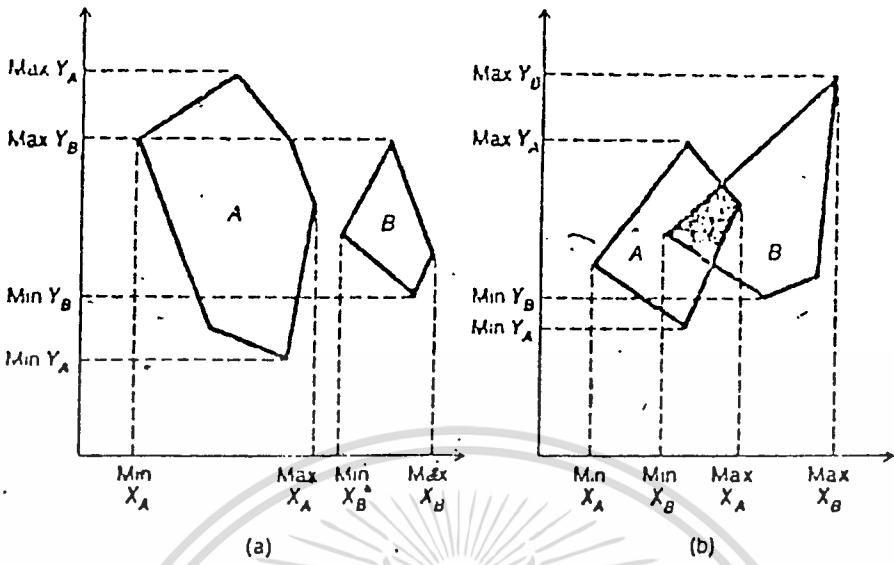 Max Y_A
Max Y_B
A
B
Min Y_B
Min Y_A
Min X_A
Max X_A
Min X_B
Max X_B
(a)
Max Y_B
Max Y_A
A
B
Min Y_B
Min Y_A
Min X_A
Min X_B
Max X_A
Max X_B
(b)